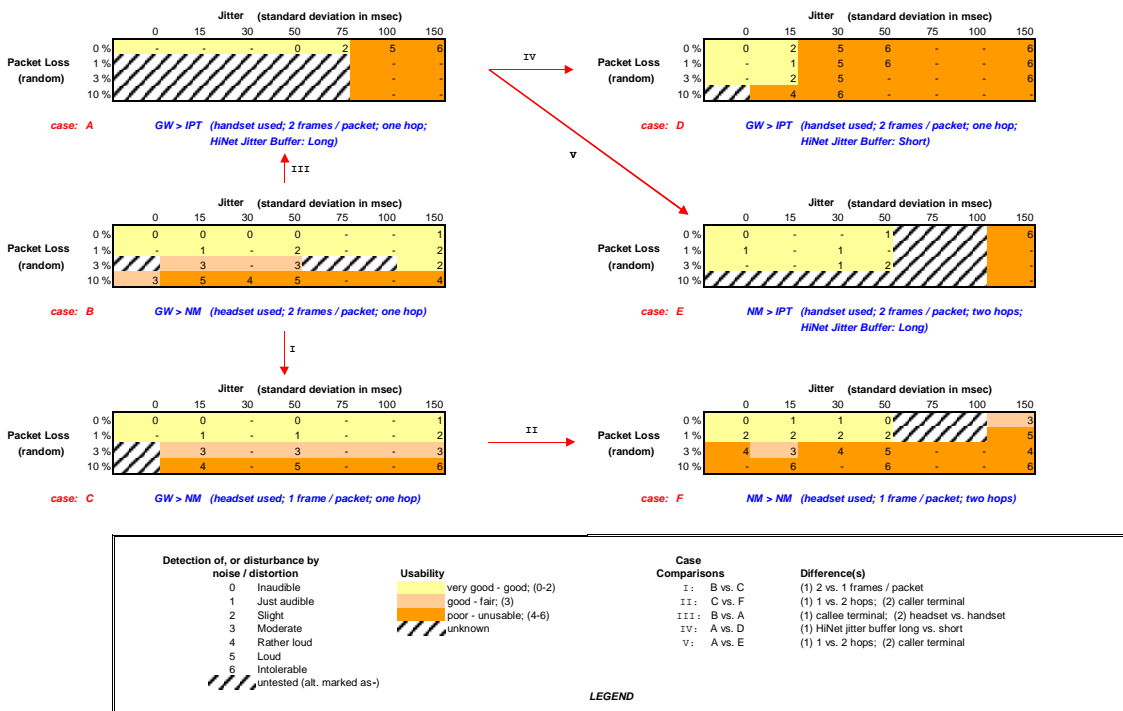 Jitter (standard deviation in msec)
0 15 30 50 75 100 150
0 % - - - 0 2 5 6
Packet Loss 1 % - -
(random) 3 % - -
10 % - -
case: A GW > IPT (handset used; 2 frames / packet; one hop;
HiNet Jitter Buffer: Long)
IV
Jitter (standard deviation in msec)
0 15 30 50 75 100 150
0 % 0 2 5 6 - - 6
Packet Loss 1 % - 1 5 6 - - 6
(random) 3 % - 2 5 - - - 6
10 % 4 6 - - - -
case: D GW > IPT (handset used; 2 frames / packet; one hop;
HiNet Jitter Buffer: Short)
III
V
Jitter (standard deviation in msec)
0 15 30 50 75 100 150
0 % 0 0 0 0 - - 1
Packet Loss 1 % - 1 - 2 - - 2
(random) 3 % 3 - 3 2
10 % 3 5 4 5 - - 4
case: B GW > NM (headset used; 2 frames / packet; one hop)
Jitter (standard deviation in msec)
0 15 30 50 75 100 150
0 % 0 - - 1 6
Packet Loss 1 % 1 - 1 - -
(random) 3 % - - 1 2 -
10 % -
case: E NM > IPT (handset used; 2 frames / packet; two hops;
HiNet Jitter Buffer: Long)
I
Jitter (standard deviation in msec)
0 15 30 50 75 100 150
0 % 0 0 - 0 - - 1
Packet Loss 1 % - 1 - 1 - - 2
(random) 3 % 3 - 3 - - 3
10 % 4 - 5 - - 6
case: C GW > NM (headset used; 1 frame / packet; one hop)
II
Jitter (standard deviation in msec)
0 15 30 50 75 100 150
0 % 0 1 1 0 3
Packet Loss 1 % 2 2 2 2 5
(random) 3 % 4 3 4 5 - - 4
10 % - 6 - 6 - - 6
case: F NM > NM (headset used; 1 frame / packet; two hops)
Detection of, or disturbance by
noise / distortion
0 Inaudible
1 Just audible
2 Slight
3 Moderate
4 Rather loud
5 Loud
6 Intolerable
untested (alt. marked as-)
Usability
very good - good; (0-2)
good - fair; (3)
poor - unusable; (4-6)
unknown
Case
Comparisons Difference(s)
I: B vs. C (1) 2 vs. 1 frames / packet
II: C vs. F (1) 1 vs. 2 hops; (2) caller terminal
III: B vs. A (1) callee terminal; (2) headset vs. handset
IV: A vs. D (1) HiNet jitter buffer long vs. short
V: A vs. E (1) 1 vs. 2 hops; (2) caller terminal
LEGEND